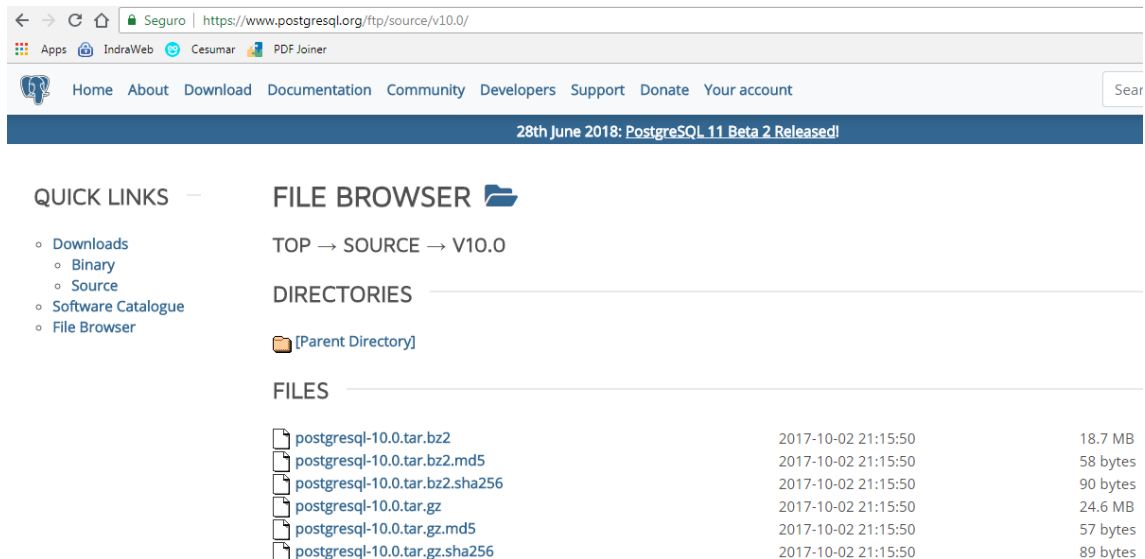 Seguro | https://www.postgresql.org/ftp/source/v10.0/
Apps IndraWeb Cesumar PDF Joiner
Home About Download Documentation Community Developers Support Donate Your account Sear
28th June 2018: PostgreSQL 11 Beta 2 Released!
QUICK LINKS
Downloads
Binary
Source
Software Catalogue
File Browser
FILE BROWSER
TOP → SOURCE → V10.0
DIRECTORIES
[Parent Directory]
FILES
postgresql-10.0.tar.bz2 2017-10-02 21:15:50 18.7 MB
postgresql-10.0.tar.bz2.md5 2017-10-02 21:15:50 58 bytes
postgresql-10.0.tar.bz2.sha256 2017-10-02 21:15:50 90 bytes
postgresql-10.0.tar.gz 2017-10-02 21:15:50 24.6 MB
postgresql-10.0.tar.gz.md5 2017-10-02 21:15:50 57 bytes
postgresql-10.0.tar.gz.sha256 2017-10-02 21:15:50 89 bytes